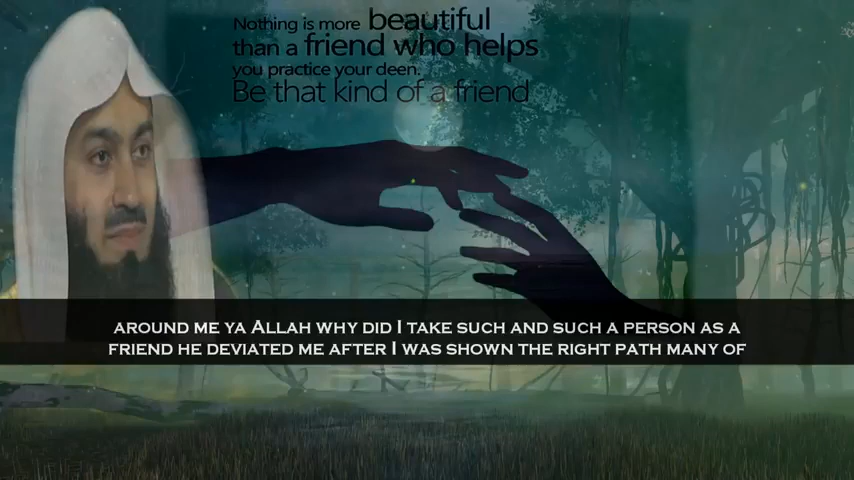 Nothing is more beautiful
than a friend who helps
you practice your deen.
Be that kind of a friend
AROUND ME YA ALLAH WHY DID I TAKE SUCH AND SUCH A PERSON AS A
FRIEND HE DEVIATED ME AFTER I WAS SHOWN THE RIGHT PATH MANY OF